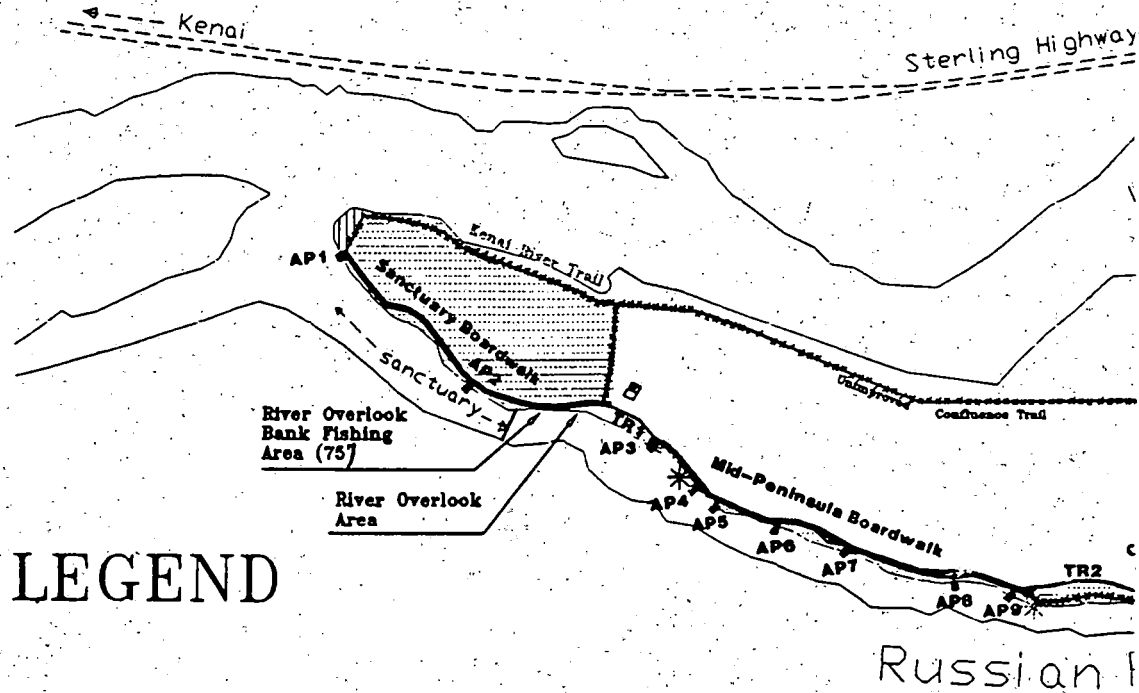 Kenai
Sterling Highway
Kenai River Trail
AP1
Sanctuary Boardwalk
AP2
sanctuary
River Overlook
Bank Fishing
Area (75')
River Overlook
Area
TR1
AP3
AP4
AP5
AP6
AP7
AP8
AP9
Mid-Peninsula Boardwalk
Unimproved
Confluence Trail
TR2
C
LEGEND
Russian